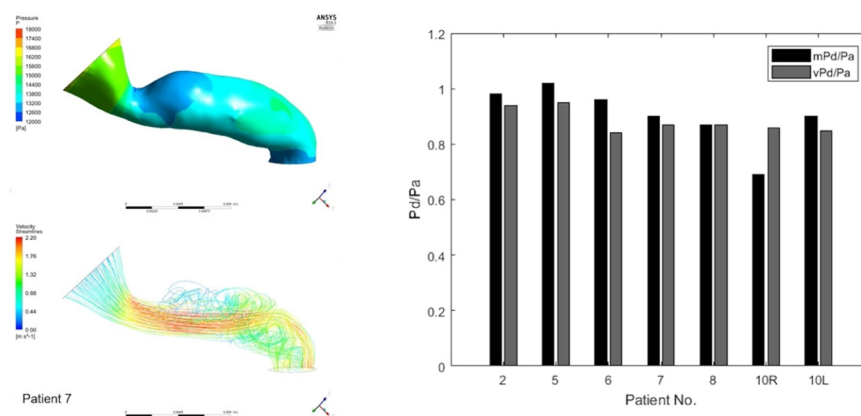 Pressure
P
18000
17400
16800
16200
15600
15000
14400
13800
13200
12600
12000
[Pa]
ANSYS
Velocity
Streamlines
2.20
1.76
1.32
0.88
0.44
0.00
[m s^-1]
Patient 7
1.2
1
0.8
0.6
0.4
0.2
0
Pd/Pa
mPd/Pa
vPd/Pa
2 5 6 7 8 10R 10L
Patient No.